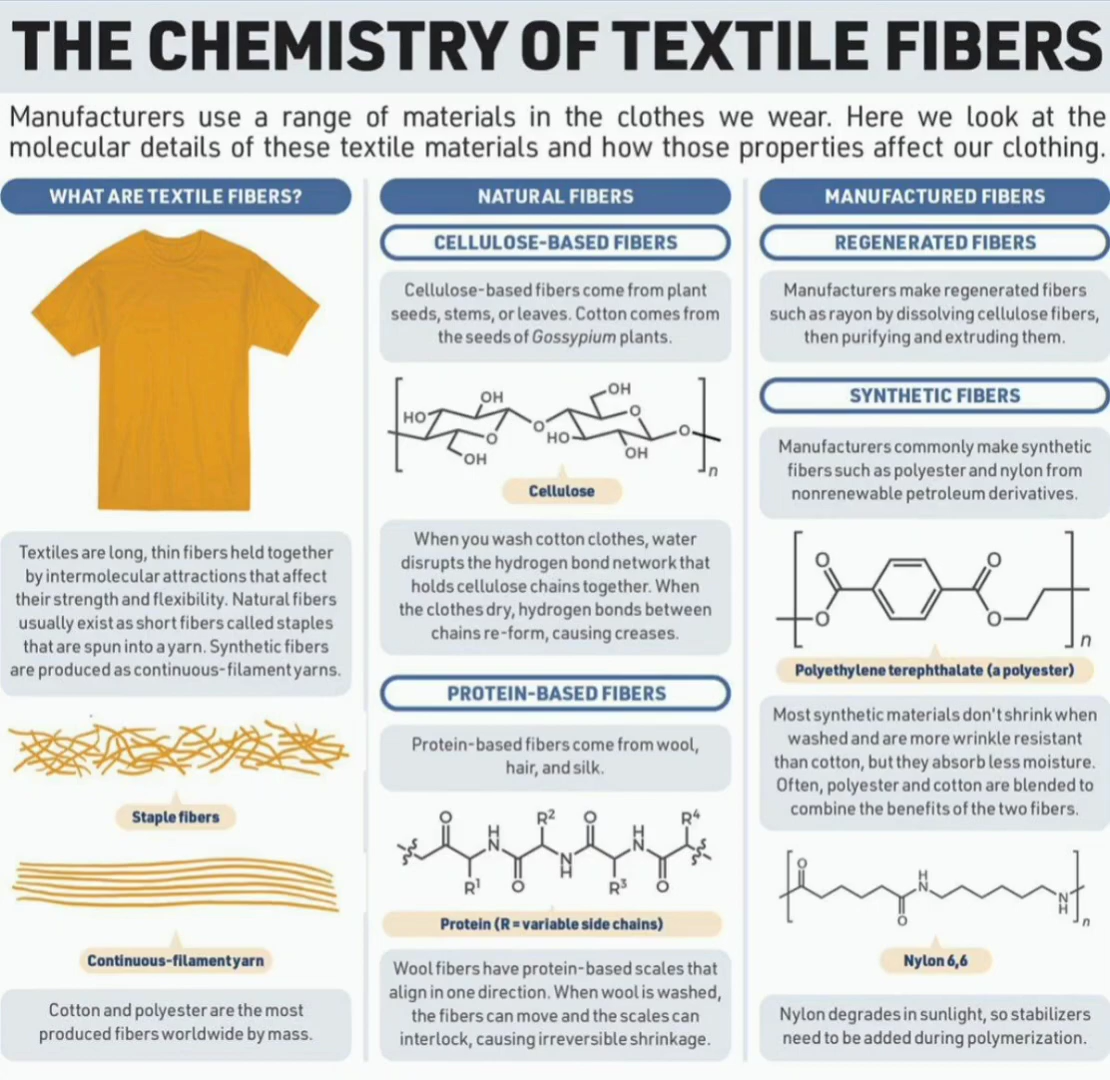 THE CHEMISTRY OF TEXTILE FIBERS
Manufacturers use a range of materials in the clothes we wear. Here we look at the
molecular details of these textile materials and how those properties affect our clothing.
WHAT ARE TEXTILE FIBERS?
Textiles are long, thin fibers held together
by intermolecular attractions that affect
their strength and flexibility. Natural fibers
usually exist as short fibers called staples
that are spun into a yarn. Synthetic fibers
are produced as continuous-filament yarns.
Staple fibers
Continuous-filament yarn
Cotton and polyester are the most
produced fibers worldwide by mass.
NATURAL FIBERS
CELLULOSE-BASED FIBERS
Cellulose-based fibers come from plant
seeds, stems, or leaves. Cotton comes from
the seeds of Gossypium plants.
OH
OH
HO
O
O
O
O
HO
OH
OH
n
Cellulose
When you wash cotton clothes, water
disrupts the hydrogen bond network that
holds cellulose chains together. When
the clothes dry, hydrogen bonds between
chains re-form, causing creases.
PROTEIN-BASED FIBERS
Protein-based fibers come from wool,
hair, and silk.
O
H
N
R²
O
H
N
R⁴
R¹
O
N
H
R³
O
Protein (R = variable side chains)
Wool fibers have protein-based scales that
align in one direction. When wool is washed,
the fibers can move and the scales can
interlock, causing irreversible shrinkage.
MANUFACTURED FIBERS
REGENERATED FIBERS
Manufacturers make regenerated fibers
such as rayon by dissolving cellulose fibers,
then purifying and extruding them.
SYNTHETIC FIBERS
Manufacturers commonly make synthetic
fibers such as polyester and nylon from
nonrenewable petroleum derivatives.
O
O
O
O
n
Polyethylene terephthalate (a polyester)
Most synthetic materials don't shrink when
washed and are more wrinkle resistant
than cotton, but they absorb less moisture.
Often, polyester and cotton are blended to
combine the benefits of the two fibers.
O
H
N
O
N
H
n
Nylon 6,6
Nylon degrades in sunlight, so stabilizers
need to be added during polymerization.